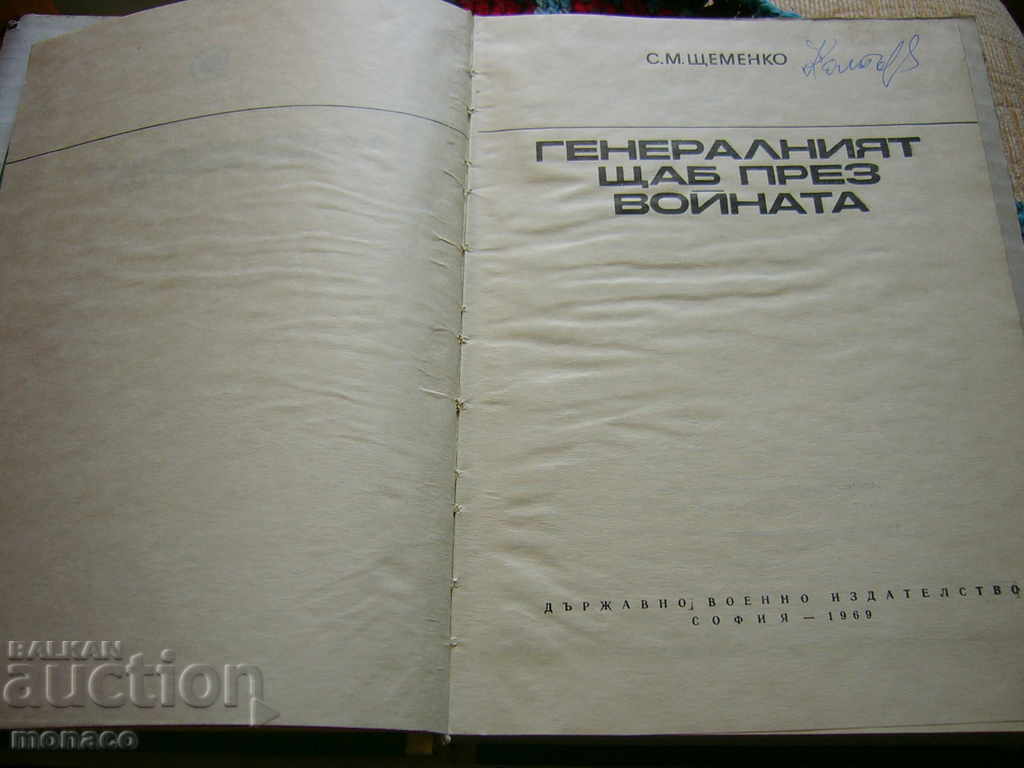 С.М.ЩЕМЕНКО
ГЕНЕРАЛНИЯТ
ЩАБ ПРЕЗ
ВОЙНАТА
ДЪРЖАВНО ВОЕННО ИЗДАТЕЛСТВО
СОФИЯ — 1969
BALKAN
auction
monaco